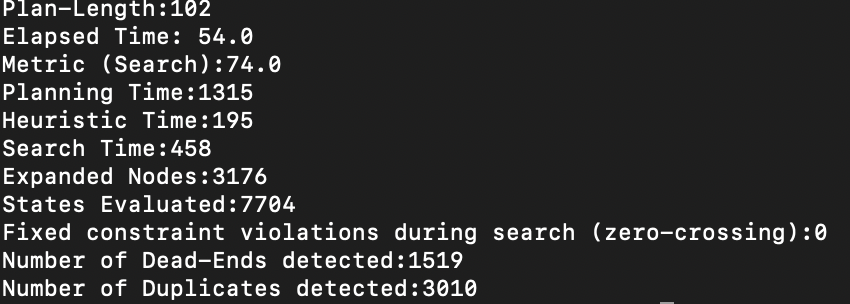 Plan-Length:102
Elapsed Time: 54.0
Metric (Search):74.0
Planning Time:1315
Heuristic Time:195
Search Time:458
Expanded Nodes:3176
States Evaluated:7704
Fixed constraint violations during search (zero-crossing):0
Number of Dead-Ends detected:1519
Number of Duplicates detected:3010